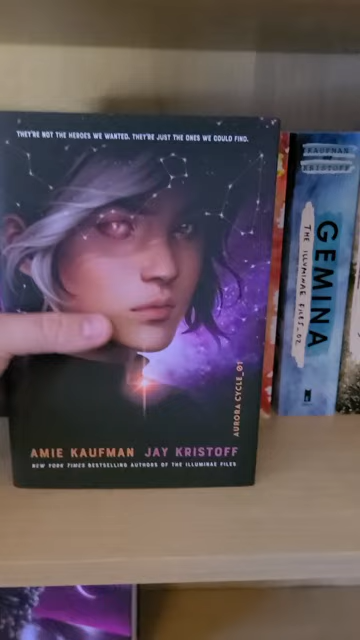 THEY'RE NOT THE HEROES WE WANTED. THEY'RE JUST THE ONES WE COULD FIND.
AURORA CYCLE_01
AMIE KAUFMAN JAY KRISTOFF
NEW YORK TIMES BESTSELLING AUTHORS OF THE ILLUMINAE FILES
KAUFMAN
KRISTOFF
GEMINA
THE ILLUMINAE FILES_02